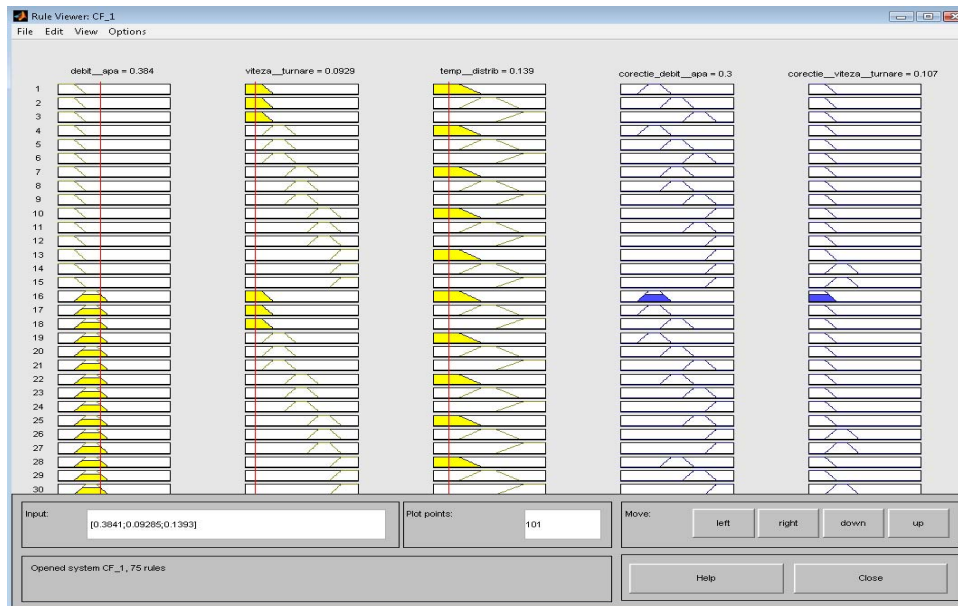 Rule Viewer: CF_1
File Edit View Options
debit__apa = 0.384
viteza__turnare = 0.0929
temp__distrib = 0.139
corectie_debit__apa = 0.3
corectie__viteza__turnare = 0.107
1
2
3
4
5
6
7
8
9
10
11
12
13
14
15
16
17
18
19
20
21
22
23
24
25
26
27
28
29
30
Input:
[0.3841;0.09285;0.1393]
Plot points:
101
Move:
left
right
down
up
Opened system CF_1, 75 rules
Help
Close